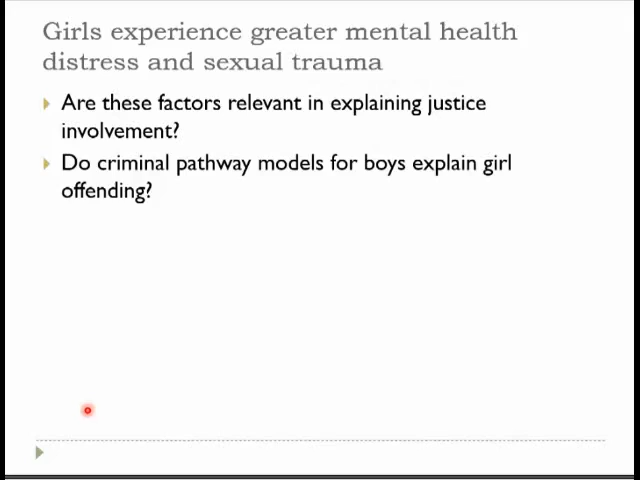 Girls experience greater mental health
distress and sexual trauma
Are these factors relevant in explaining justice
involvement?
Do criminal pathway models for boys explain girl
offending?